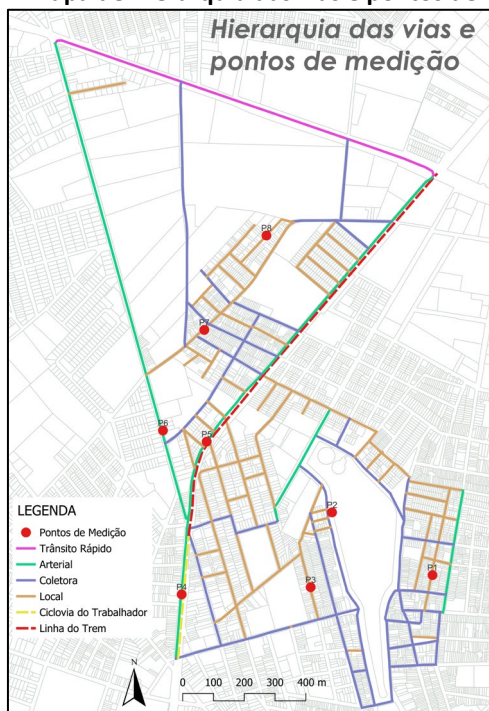 Hierarquia das vias e
pontos de medição
P8
P7
P6
P5
P2
P1
P3
P4
LEGENDA
Pontos de Medição
Trânsito Rápido
Arterial
Coletora
Local
Ciclovia do Trabalhador
Linha do Trem
N
0 100 200 300 400 m